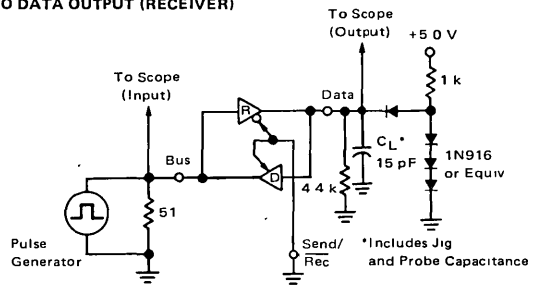 O DATA OUTPUT (RECEIVER)
To Scope
(Output)
+5 0 V
1 k
To Scope
(Input)
Data
R
Bus
D
CL*
15 pF
1N916
or Equiv
4 4 k
51
Pulse
Generator
Send/
Rec
*Includes Jig
and Probe Capacitance